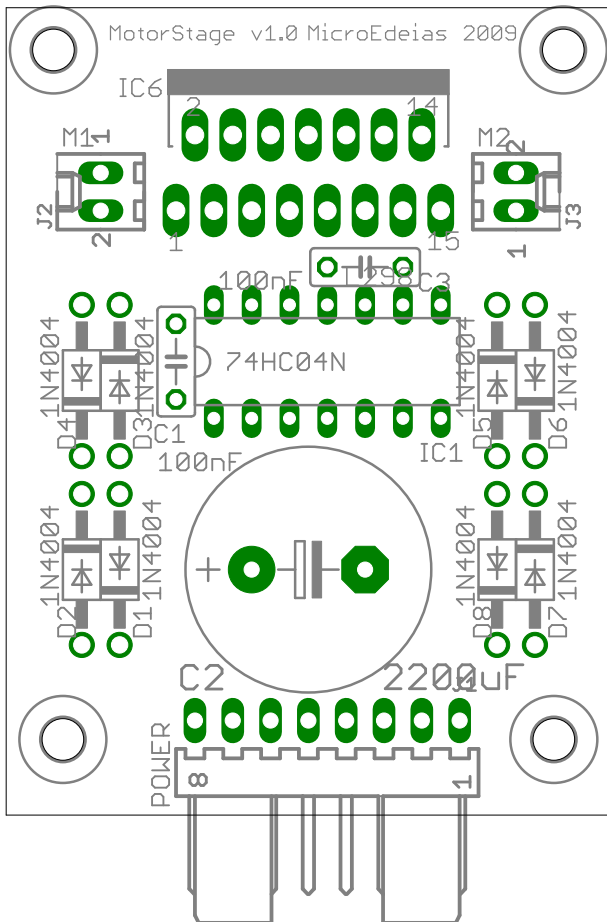 MotorStage v1.0 MicroEdeias 2009
IC6
2 14
M1 1
M2 2
J2
J3
2
1
1 15
100nF L298 C3
74HC04N
1N4004
1N4004
1N4004
1N4004
D4 D3
C1
IC1
D5 D6
100nF
1N4004
1N4004
1N4004
1N4004
+
D2 D1
D8 D7
C2 2200uF
J1
POWER
8 1